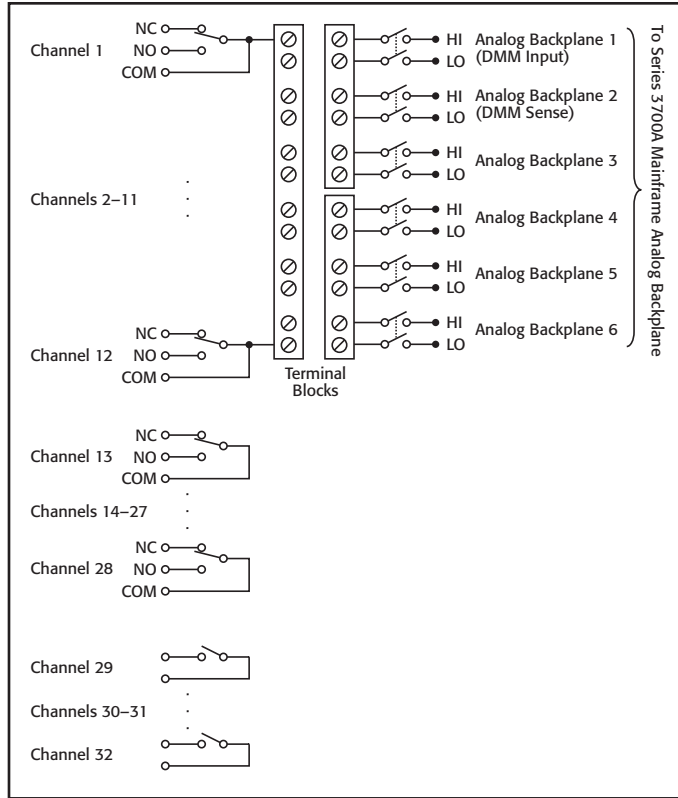 Channel 1
NC
NO
COM
HI Analog Backplane 1
LO (DMM Input)
HI Analog Backplane 2
LO (DMM Sense)
HI
LO
Analog Backplane 3
Channels 2–11
HI
LO
Analog Backplane 4
HI
LO
Analog Backplane 5
Channel 12
NC
NO
COM
HI
LO
Analog Backplane 6
To Series 3700A Mainframe Analog Backplane
Terminal
Blocks
Channel 13
NC
NO
COM
Channels 14–27
Channel 28
NC
NO
COM
Channel 29
Channels 30–31
Channel 32